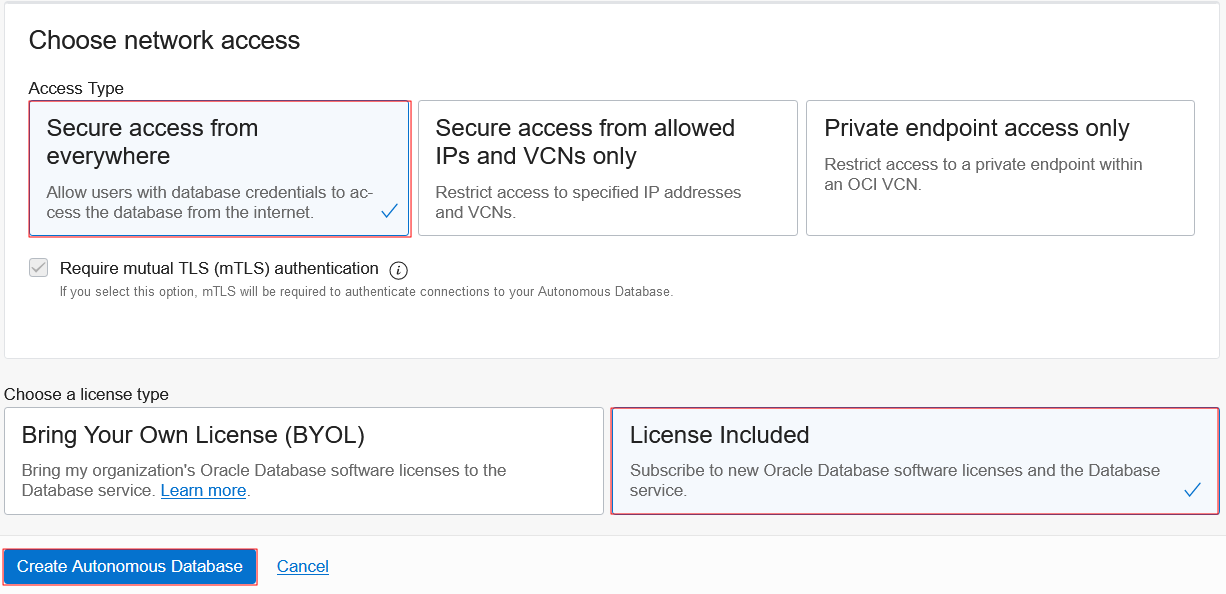 Choose network access
Access Type
Secure access from
everywhere
Allow users with database credentials to ac-
cess the database from the internet.
Secure access from allowed
IPs and VCNs only
Restrict access to specified IP addresses
and VCNs.
Private endpoint access only
Restrict access to a private endpoint within
an OCI VCN.
Require mutual TLS (mTLS) authentication
If you select this option, mTLS will be required to authenticate connections to your Autonomous Database.
Choose a license type
Bring Your Own License (BYOL)
Bring my organization's Oracle Database software licenses to the
Database service. Learn more.
License Included
Subscribe to new Oracle Database software licenses and the Database
service.
Create Autonomous Database
Cancel